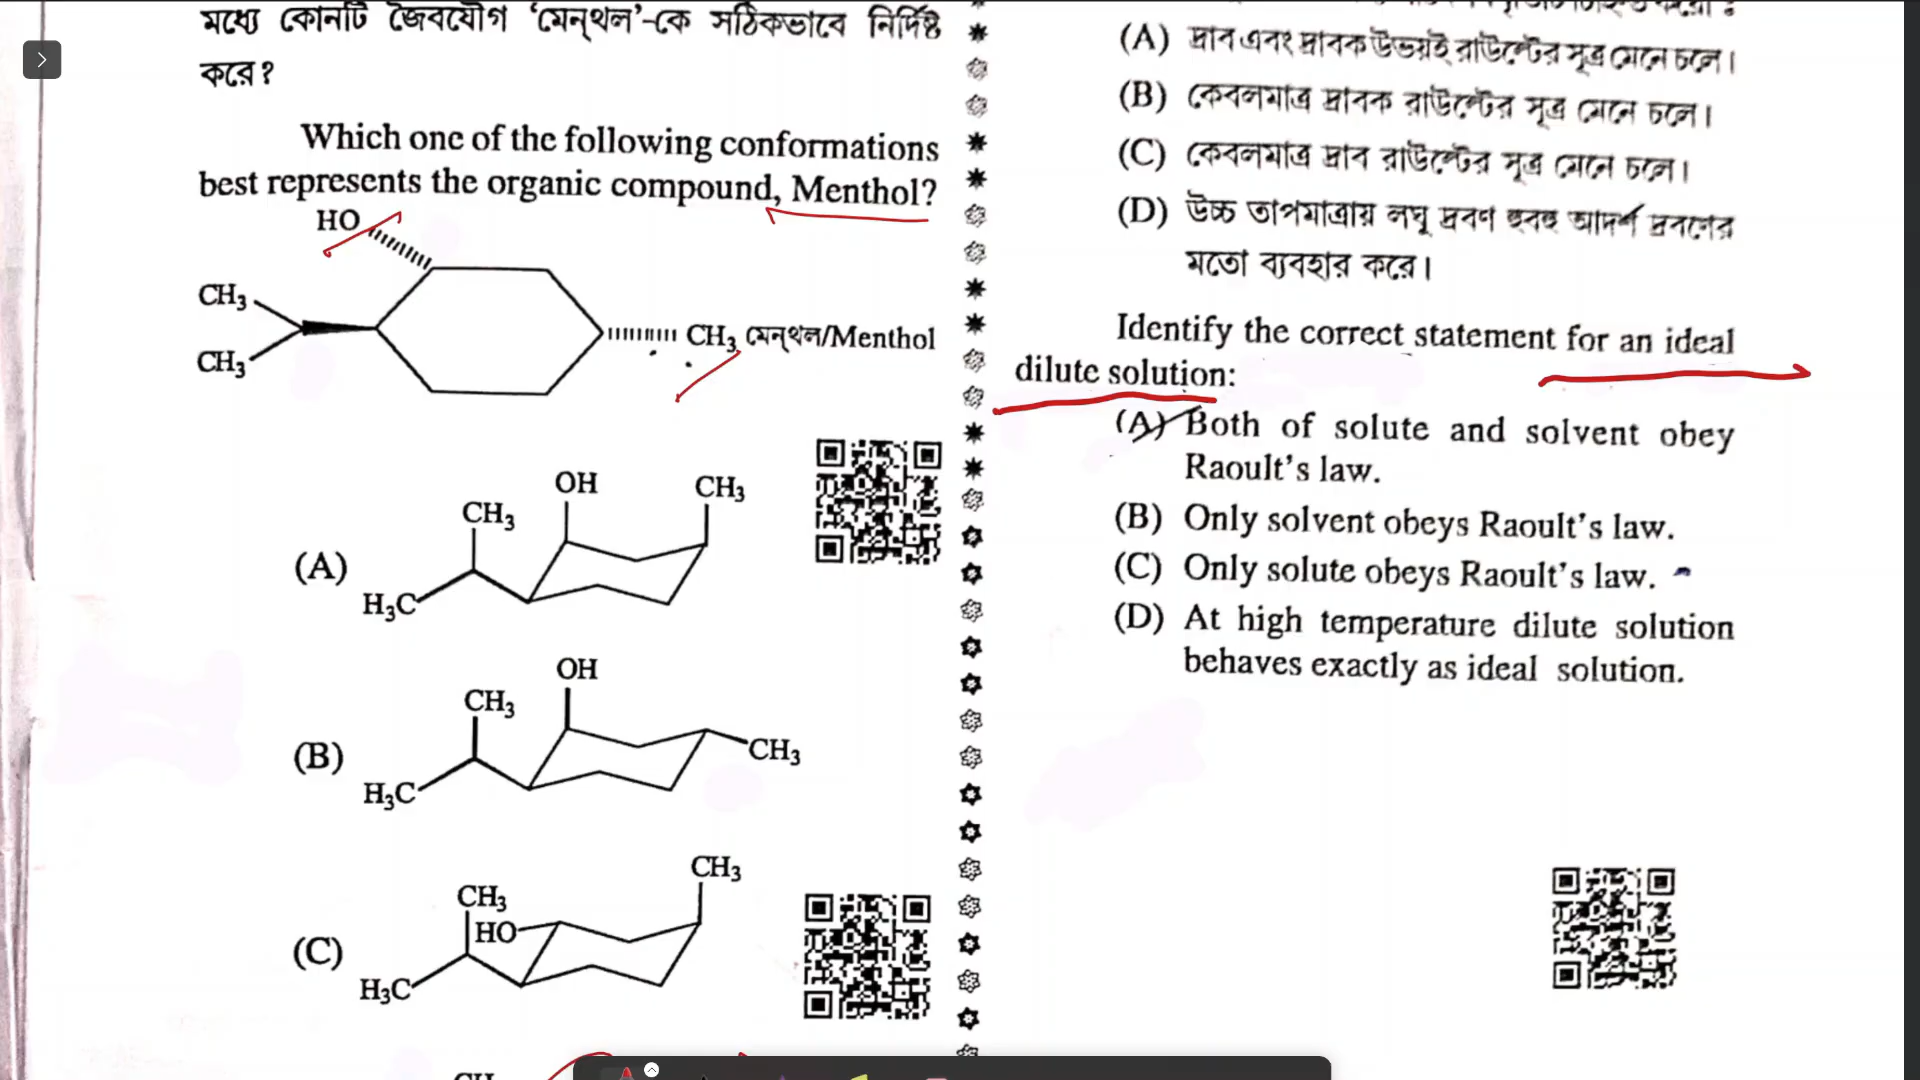 মধ্যে কোনটি জৈবযৌগ ‘মেন্‌থল’-কে সঠিকভাবে নির্দিষ্ট
করে?
Which one of the following conformations
best represents the organic compound, Menthol?
HO
CH3
CH3 মেন্‌থল/Menthol
CH3
OH
CH3
CH3
(A)
H3C
OH
CH3
(B)
CH3
H3C
CH3
CH3
HO
(C)
H3C
(A) দ্রাব এবং দ্রাবক উভয়ই রাউল্টের সূত্র মেনে চলে।
(B) কেবলমাত্র দ্রাবক রাউল্টের সূত্র মেনে চলে।
(C) কেবলমাত্র দ্রাব রাউল্টের সূত্র মেনে চলে।
(D) উচ্চ তাপমাত্রায় লঘু দ্রবণ হুবহু আদর্শ দ্রবণের
মতো ব্যবহার করে।
Identify the correct statement for an ideal
dilute solution:
(A) Both of solute and solvent obey
Raoult’s law.
(B) Only solvent obeys Raoult’s law.
(C) Only solute obeys Raoult’s law.
(D) At high temperature dilute solution
behaves exactly as ideal solution.